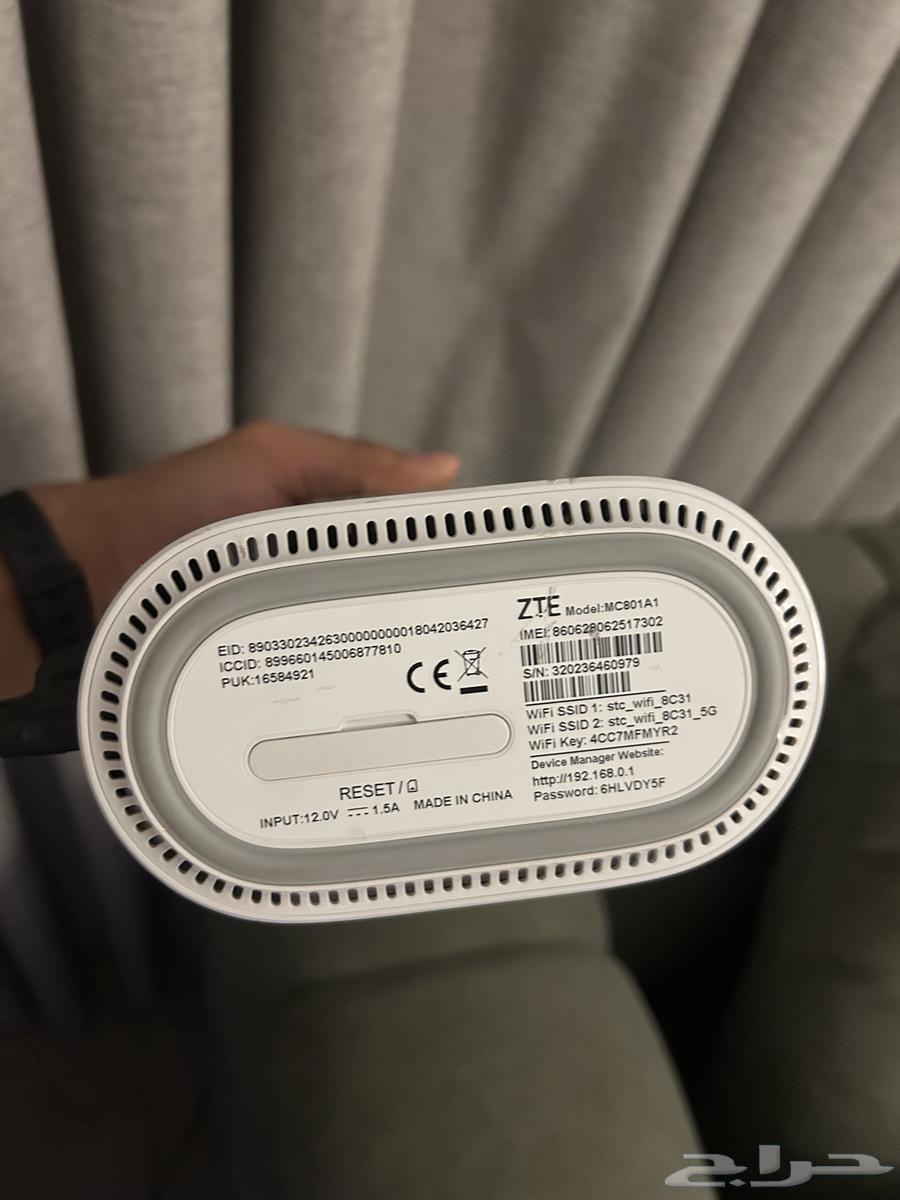 EID: 89033023426300000000018042036427
ICCID: 899660145006877810
PUK:16584921
CE
RESET/
INPUT:12.0V 1.5A MADE IN CHINA
ZTE Model:MC801A1
IMEI: 860628062517302
S/N: 320236460979
WiFi SSID 1: stc_wifi_8C31
WiFi SSID 2: stc_wifi_8C31_5G
WiFi Key: 4CC7MFMYR2
Device Manager Website:
http://192.168.0.1
Password: 6HLVDY5F
حراج